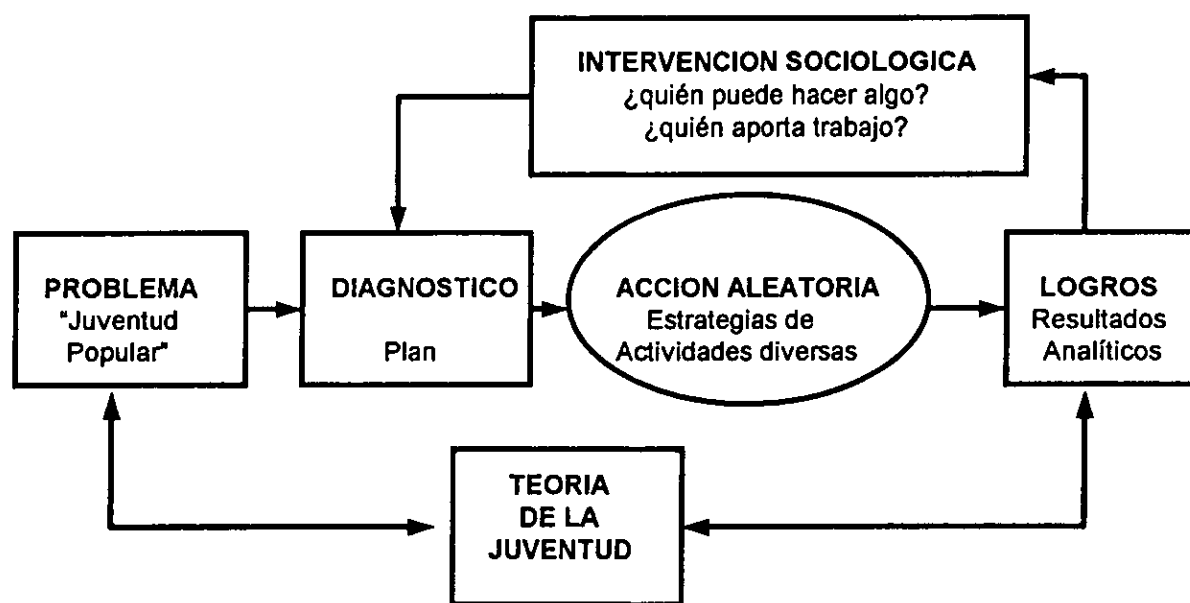 INTERVENCION SOCIOLOGICA
¿quién puede hacer algo?
¿quién aporta trabajo?
PROBLEMA
"Juventud
Popular"
DIAGNOSTICO
Plan
ACCION ALEATORIA
Estrategias de
Actividades diversas
LOGROS
Resultados
Analíticos
TEORIA
DE LA
JUVENTUD